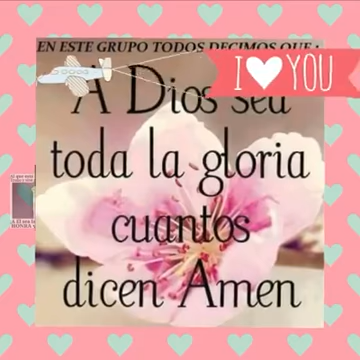 EN ESTE GRUPO TODOS DECIMOS QUE :
I YOU
A Dios sea
toda la gloria
cuantos
dicen Amen